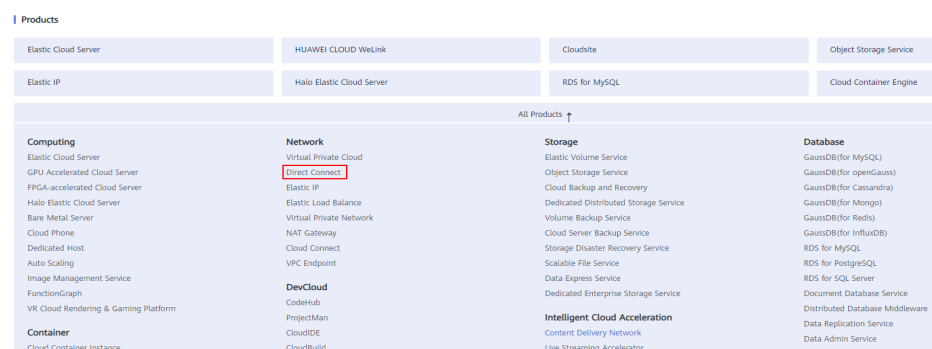 Products
Elastic Cloud Server
HUAWEI CLOUD WeLink
Cloudsite
Object Storage Service
Elastic IP
Halo Elastic Cloud Server
RDS for MySQL
Cloud Container Engine
All Products ↑
Computing
Elastic Cloud Server
GPU Accelerated Cloud Server
FPGA-accelerated Cloud Server
Halo Elastic Cloud Server
Bare Metal Server
Cloud Phone
Dedicated Host
Auto Scaling
Image Management Service
FunctionGraph
VR Cloud Rendering & Gaming Platform
Container
Cloud Container Instance
Network
Virtual Private Cloud
Direct Connect
Elastic IP
Elastic Load Balance
Virtual Private Network
NAT Gateway
Cloud Connect
VPC Endpoint
DevCloud
CodeHub
ProjectMan
CloudIDE
CloudBuild
Storage
Elastic Volume Service
Object Storage Service
Cloud Backup and Recovery
Dedicated Distributed Storage Service
Volume Backup Service
Cloud Server Backup Service
Storage Disaster Recovery Service
Scalable File Service
Data Express Service
Dedicated Enterprise Storage Service
Intelligent Cloud Acceleration
Content Delivery Network
Live Streaming Accelerator
Database
GaussDB(for MySQL)
GaussDB(for openGauss)
GaussDB(for Cassandra)
GaussDB(for Mongo)
GaussDB(for Redis)
GaussDB(for InfluxDB)
RDS for MySQL
RDS for PostgreSQL
RDS for SQL Server
Document Database Service
Distributed Database Middleware
Data Replication Service
Data Admin Service